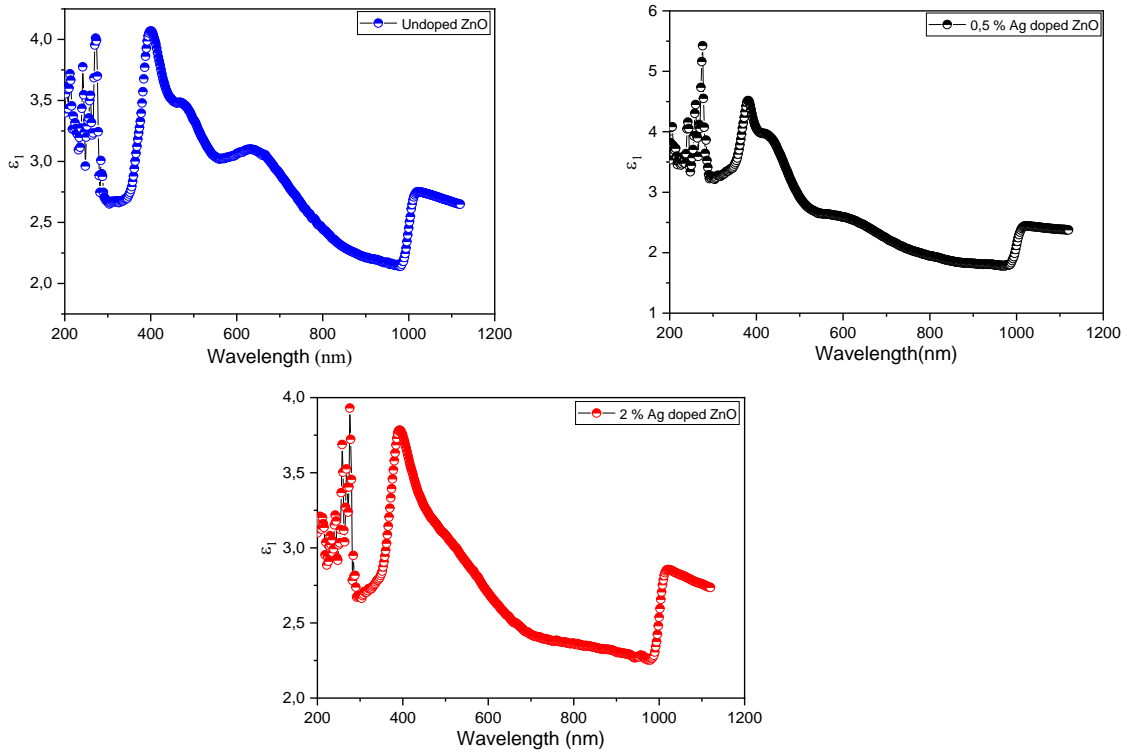 Undoped ZnO
4,0
3,5
3,0
2,5
2,0
ε₁
200 400 600 800 1000 1200
Wavelength (nm)
0,5 % Ag doped ZnO
6
5
4
3
2
1
ε₁
200 400 600 800 1000 1200
Wavelength(nm)
2 % Ag doped ZnO
4,0
3,5
3,0
2,5
2,0
ε₁
200 400 600 800 1000 1200
Wavelength (nm)